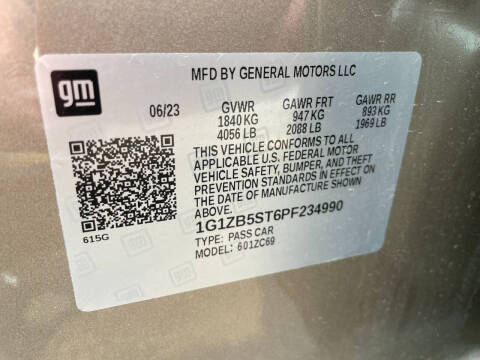 gm
MFD BY GENERAL MOTORS LLC
06/23 GVWR GAWR FRT GAWR RR
1840 KG 947 KG 893 KG
4056 LB 2088 LB 1969 LB
THIS VEHICLE CONFORMS TO ALL
APPLICABLE U.S. FEDERAL MOTOR
VEHICLE SAFETY, BUMPER, AND THEFT
PREVENTION STANDARDS IN EFFECT ON
THE DATE OF MANUFACTURE SHOWN
ABOVE.
615G
1G1ZB5ST6PF234990
TYPE: PASS CAR
MODEL: 601ZC69